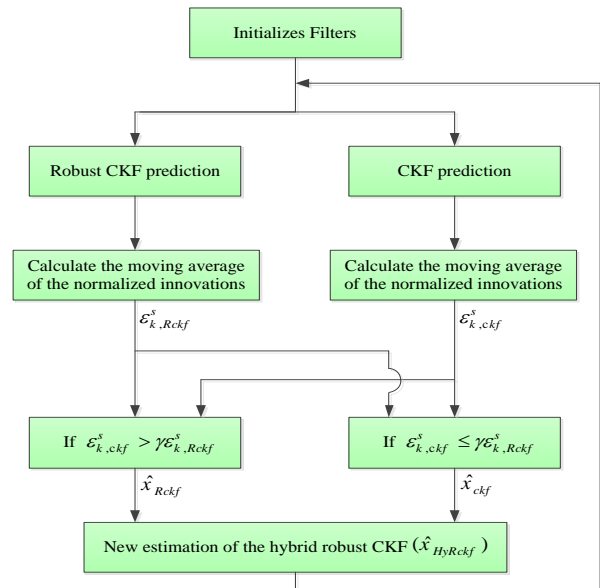 Initializes Filters
Robust CKF prediction
CKF prediction
Calculate the moving average
of the normalized innovations
Calculate the moving average
of the normalized innovations
ε^s_{k,Rckf}
ε^s_{k,ckf}
If ε^s_{k,ckf} > γε^s_{k,Rckf}
If ε^s_{k,ckf} ≤ γε^s_{k,Rckf}
x̂_{Rckf}
x̂_{ckf}
New estimation of the hybrid robust CKF (x̂_{HyRckf})